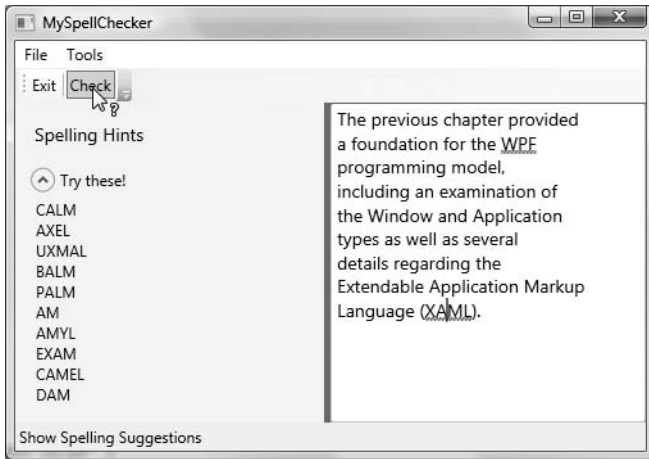 MySpellChecker
File Tools
Exit Check
Spelling Hints
Try these!
CALM
AXEL
UXMAL
BALM
PALM
AM
AMYL
EXAM
CAMEL
DAM
The previous chapter provided
a foundation for the WPF
programming model,
including an examination of
the Window and Application
types as well as several
details regarding the
Extendable Application Markup
Language (XAML).
Show Spelling Suggestions